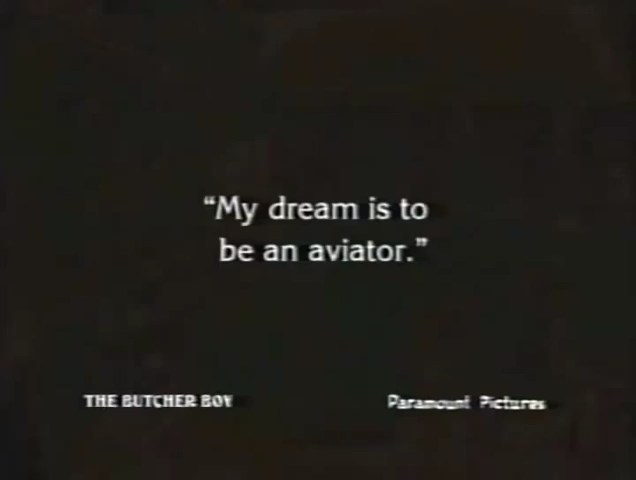 “My dream is to
be an aviator.”
THE BUTCHER BOY
Paramount Pictures